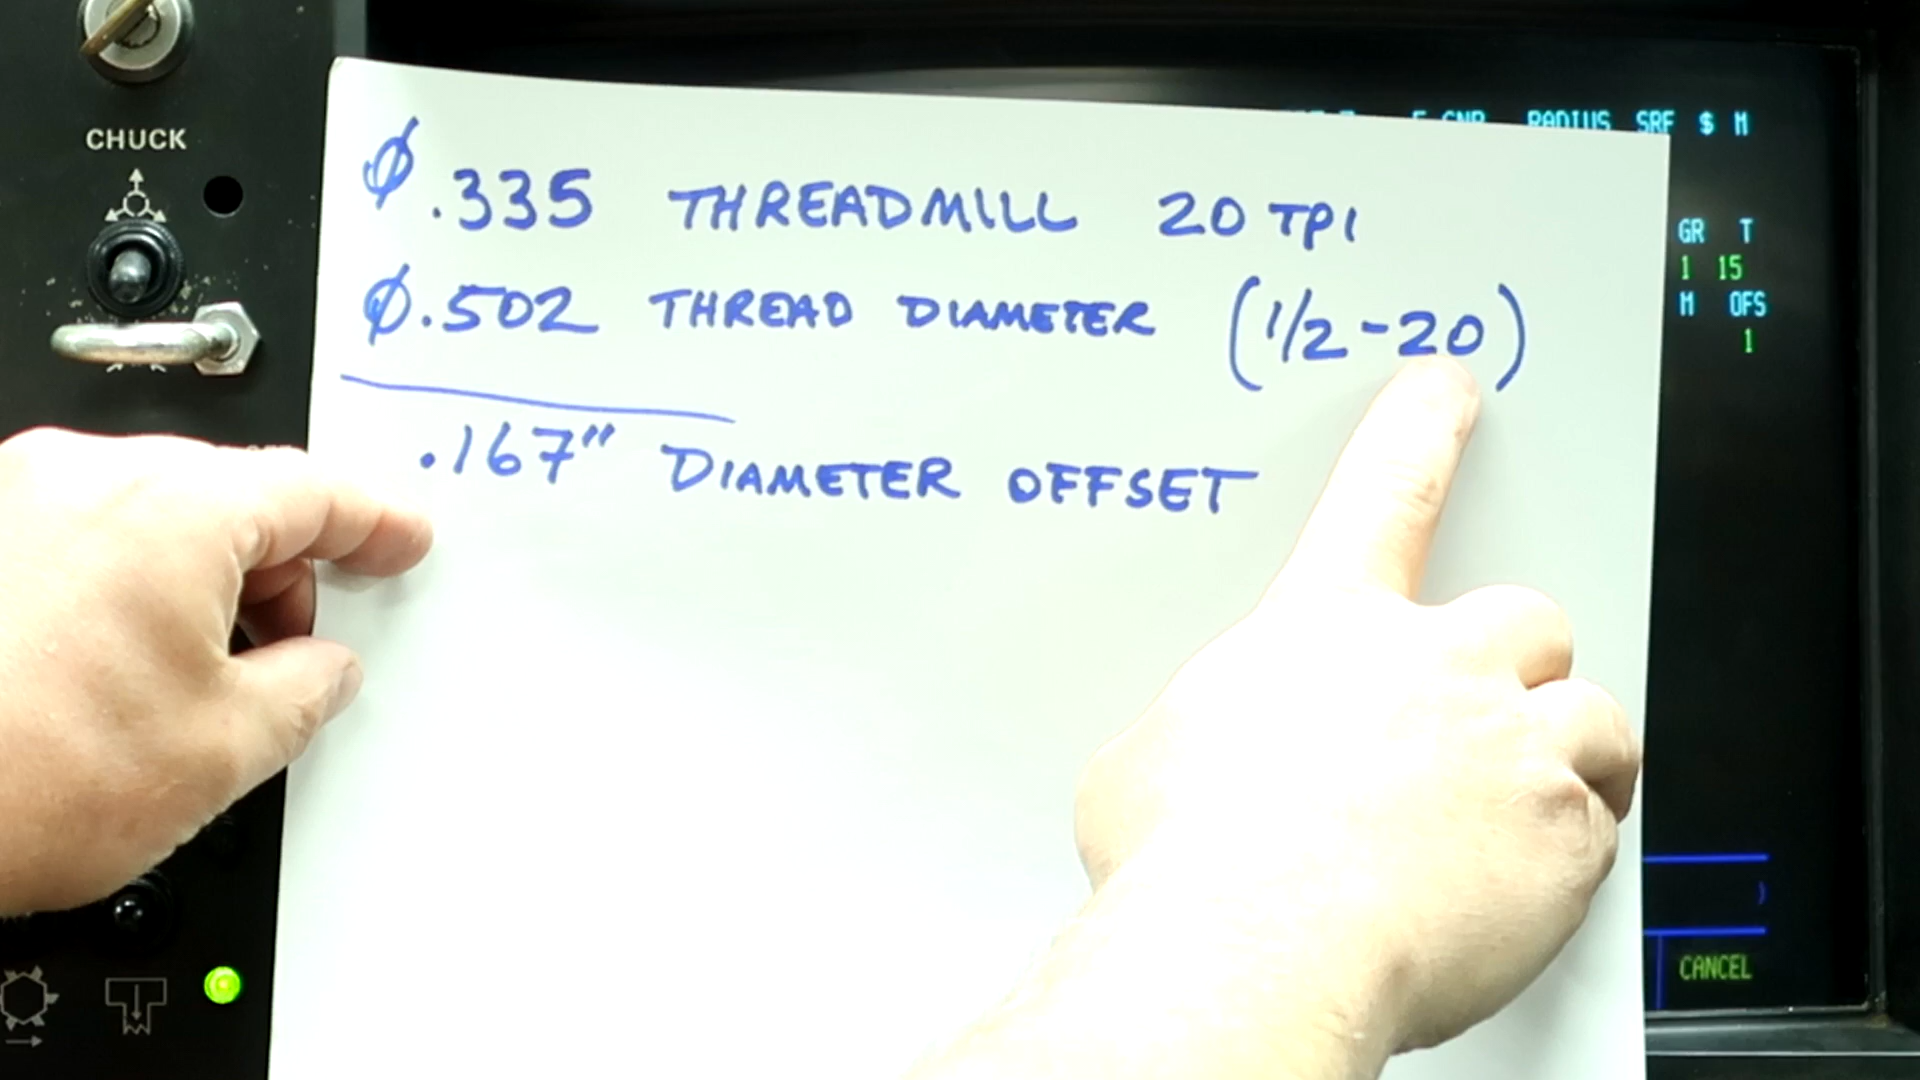 CHUCK
Ø.335 THREADMILL 20 TPI
Ø.502 THREAD DIAMETER (1/2-20)
.167" DIAMETER OFFSET
RADIUS SRF $ M
GR T
1 15
M OFS
1
)
CANCEL